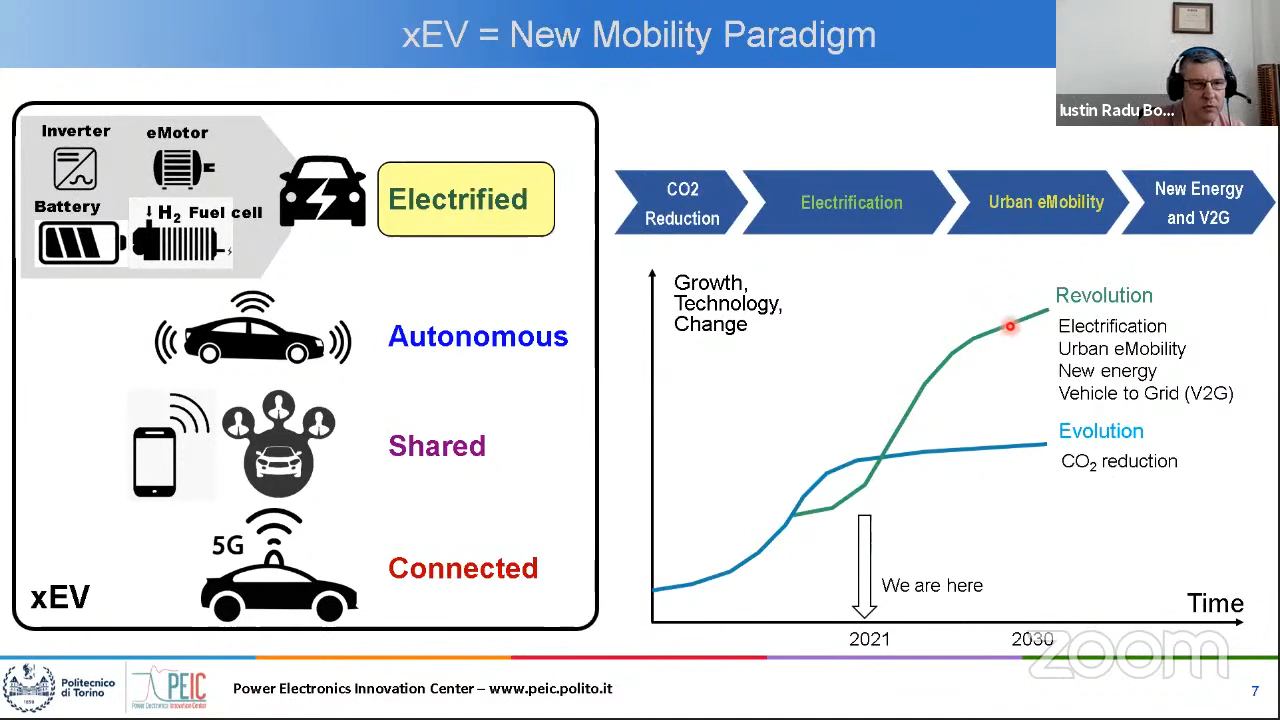 xEV = New Mobility Paradigm
Iustin Radu Bo...
Inverter
eMotor
Battery
H2 Fuel cell
Electrified
Autonomous
Shared
5G
Connected
xEV
CO2
Reduction
Electrification
Urban eMobility
New Energy
and V2G
Growth,
Technology,
Change
Revolution
Electrification
Urban eMobility
New energy
Vehicle to Grid (V2G)
Evolution
CO2 reduction
We are here
Time
2021
2030
zoom
Politecnico
di Torino
1859
PEIC
Power Electronics Innovation Center
Power Electronics Innovation Center – www.peic.polito.it
7